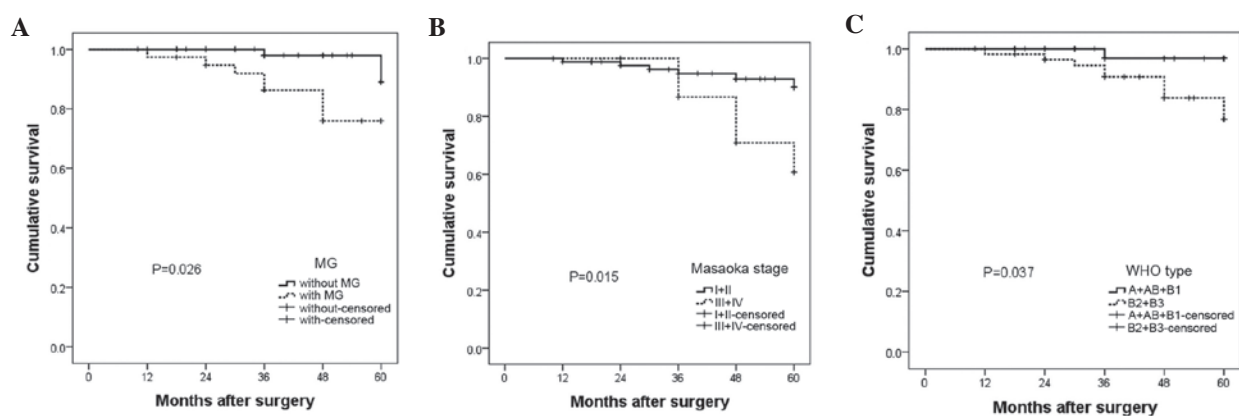 A
Cumulative survival
1.0
0.8
0.6
0.4
0.2
0.0
P=0.026
MG
without MG
with MG
without-censored
with-censored
0 12 24 36 48 60
Months after surgery
B
Cumulative survival
1.0
0.8
0.6
0.4
0.2
0.0
P=0.015
Masaoka stage
I+II
III+IV
I+II-censored
III+IV-censored
0 12 24 36 48 60
Months after surgery
C
Cumulative survival
1.0
0.8
0.6
0.4
0.2
0.0
P=0.037
WHO type
A+AB+B1
B2+B3
A+AB+B1-censored
B2+B3-censored
0 12 24 36 48 60
Months after surgery